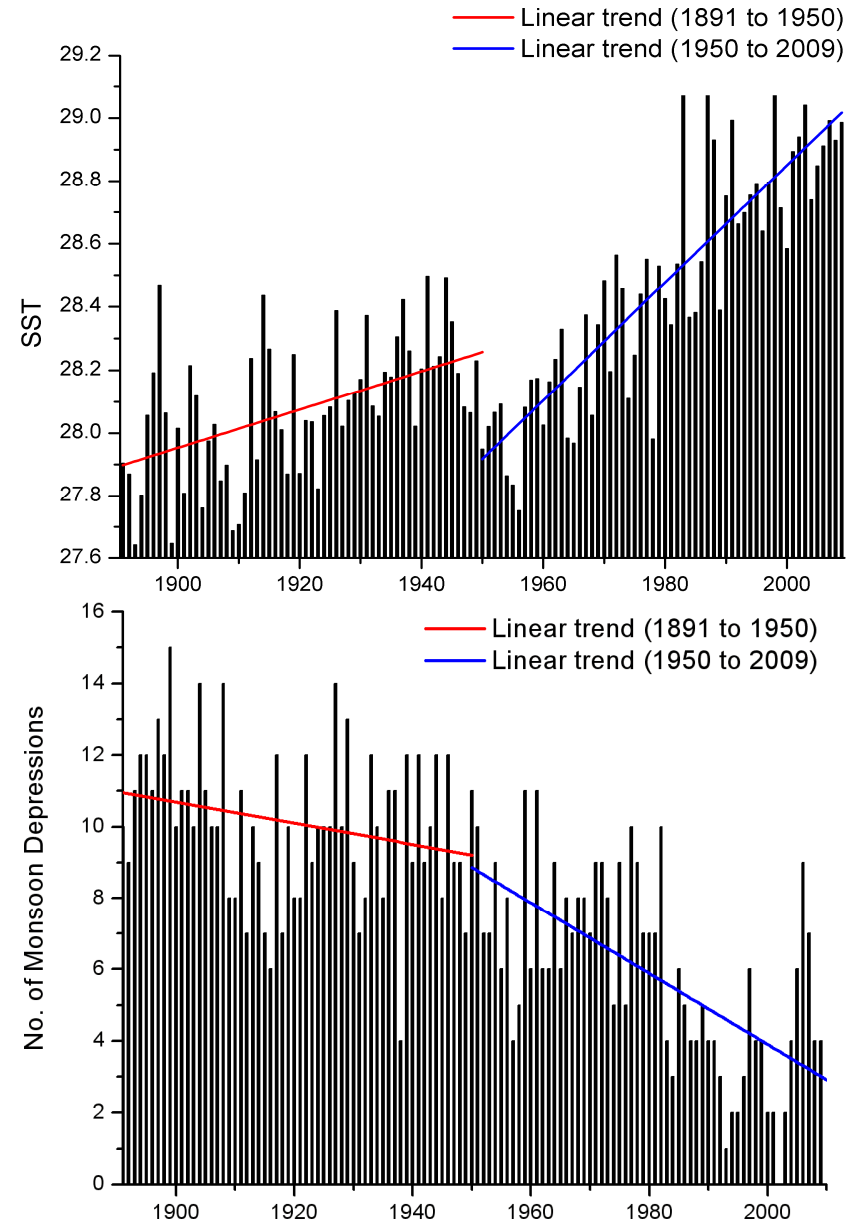 Linear trend (1891 to 1950)
Linear trend (1950 to 2009)
29.2
29.0
28.8
28.6
28.4
28.2
28.0
27.8
27.6
SST
1900 1920 1940 1960 1980 2000
Linear trend (1891 to 1950)
Linear trend (1950 to 2009)
16
14
12
10
8
6
4
2
0
No. of Monsoon Depressions
1900 1920 1940 1960 1980 2000